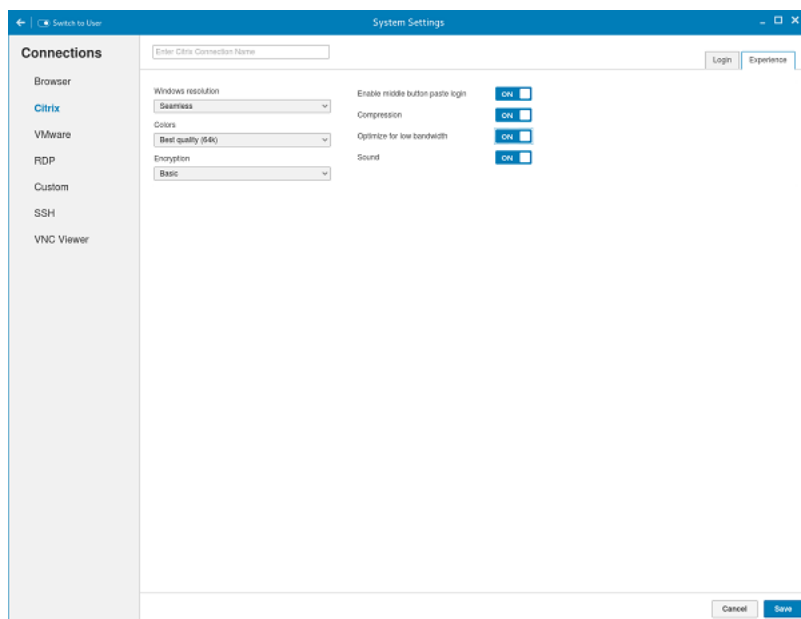 Switch to User
System Settings
Connections
Browser
Citrix
VMware
RDP
Custom
SSH
VNC Viewer
Enter Citrix Connection Name
Login
Experience
Windows resolution
Seamless
Colors
Best quality (64k)
Encryption
Basic
Enable middle button paste login
ON
Compression
ON
Optimize for low bandwidth
ON
Sound
ON
Cancel
Save